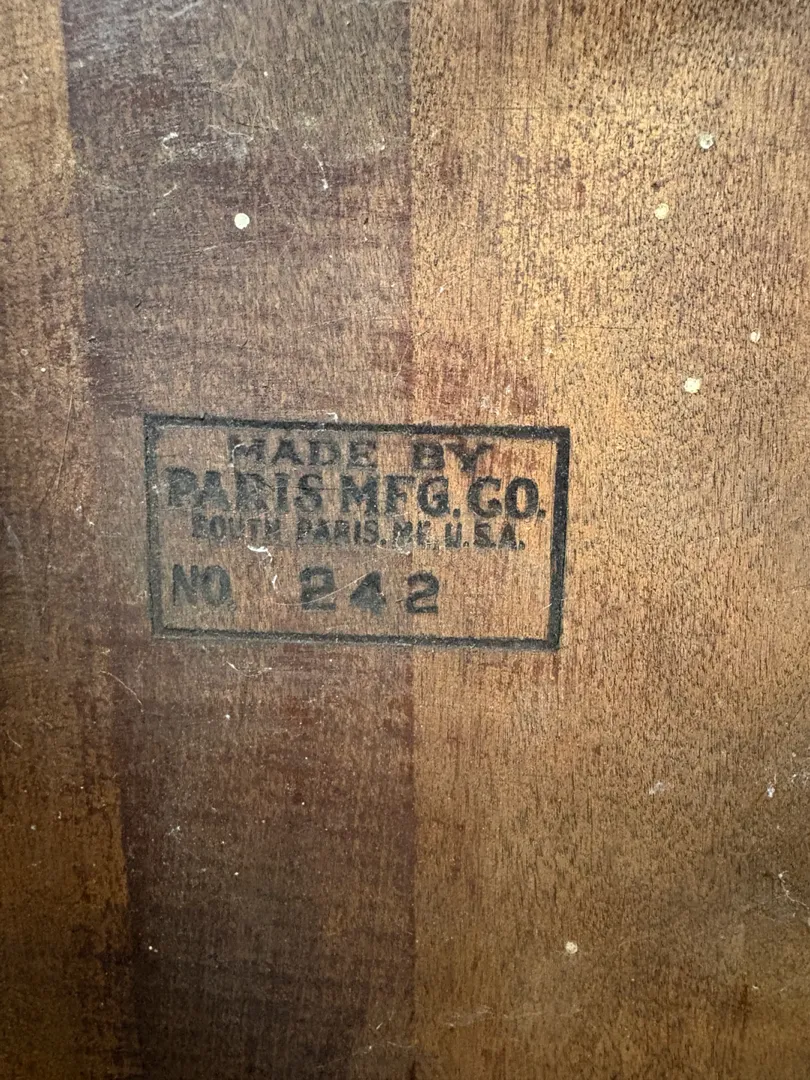 MADE BY
PARIS MFG. CO.
SOUTH PARIS. ME. U.S.A.
NO. 242